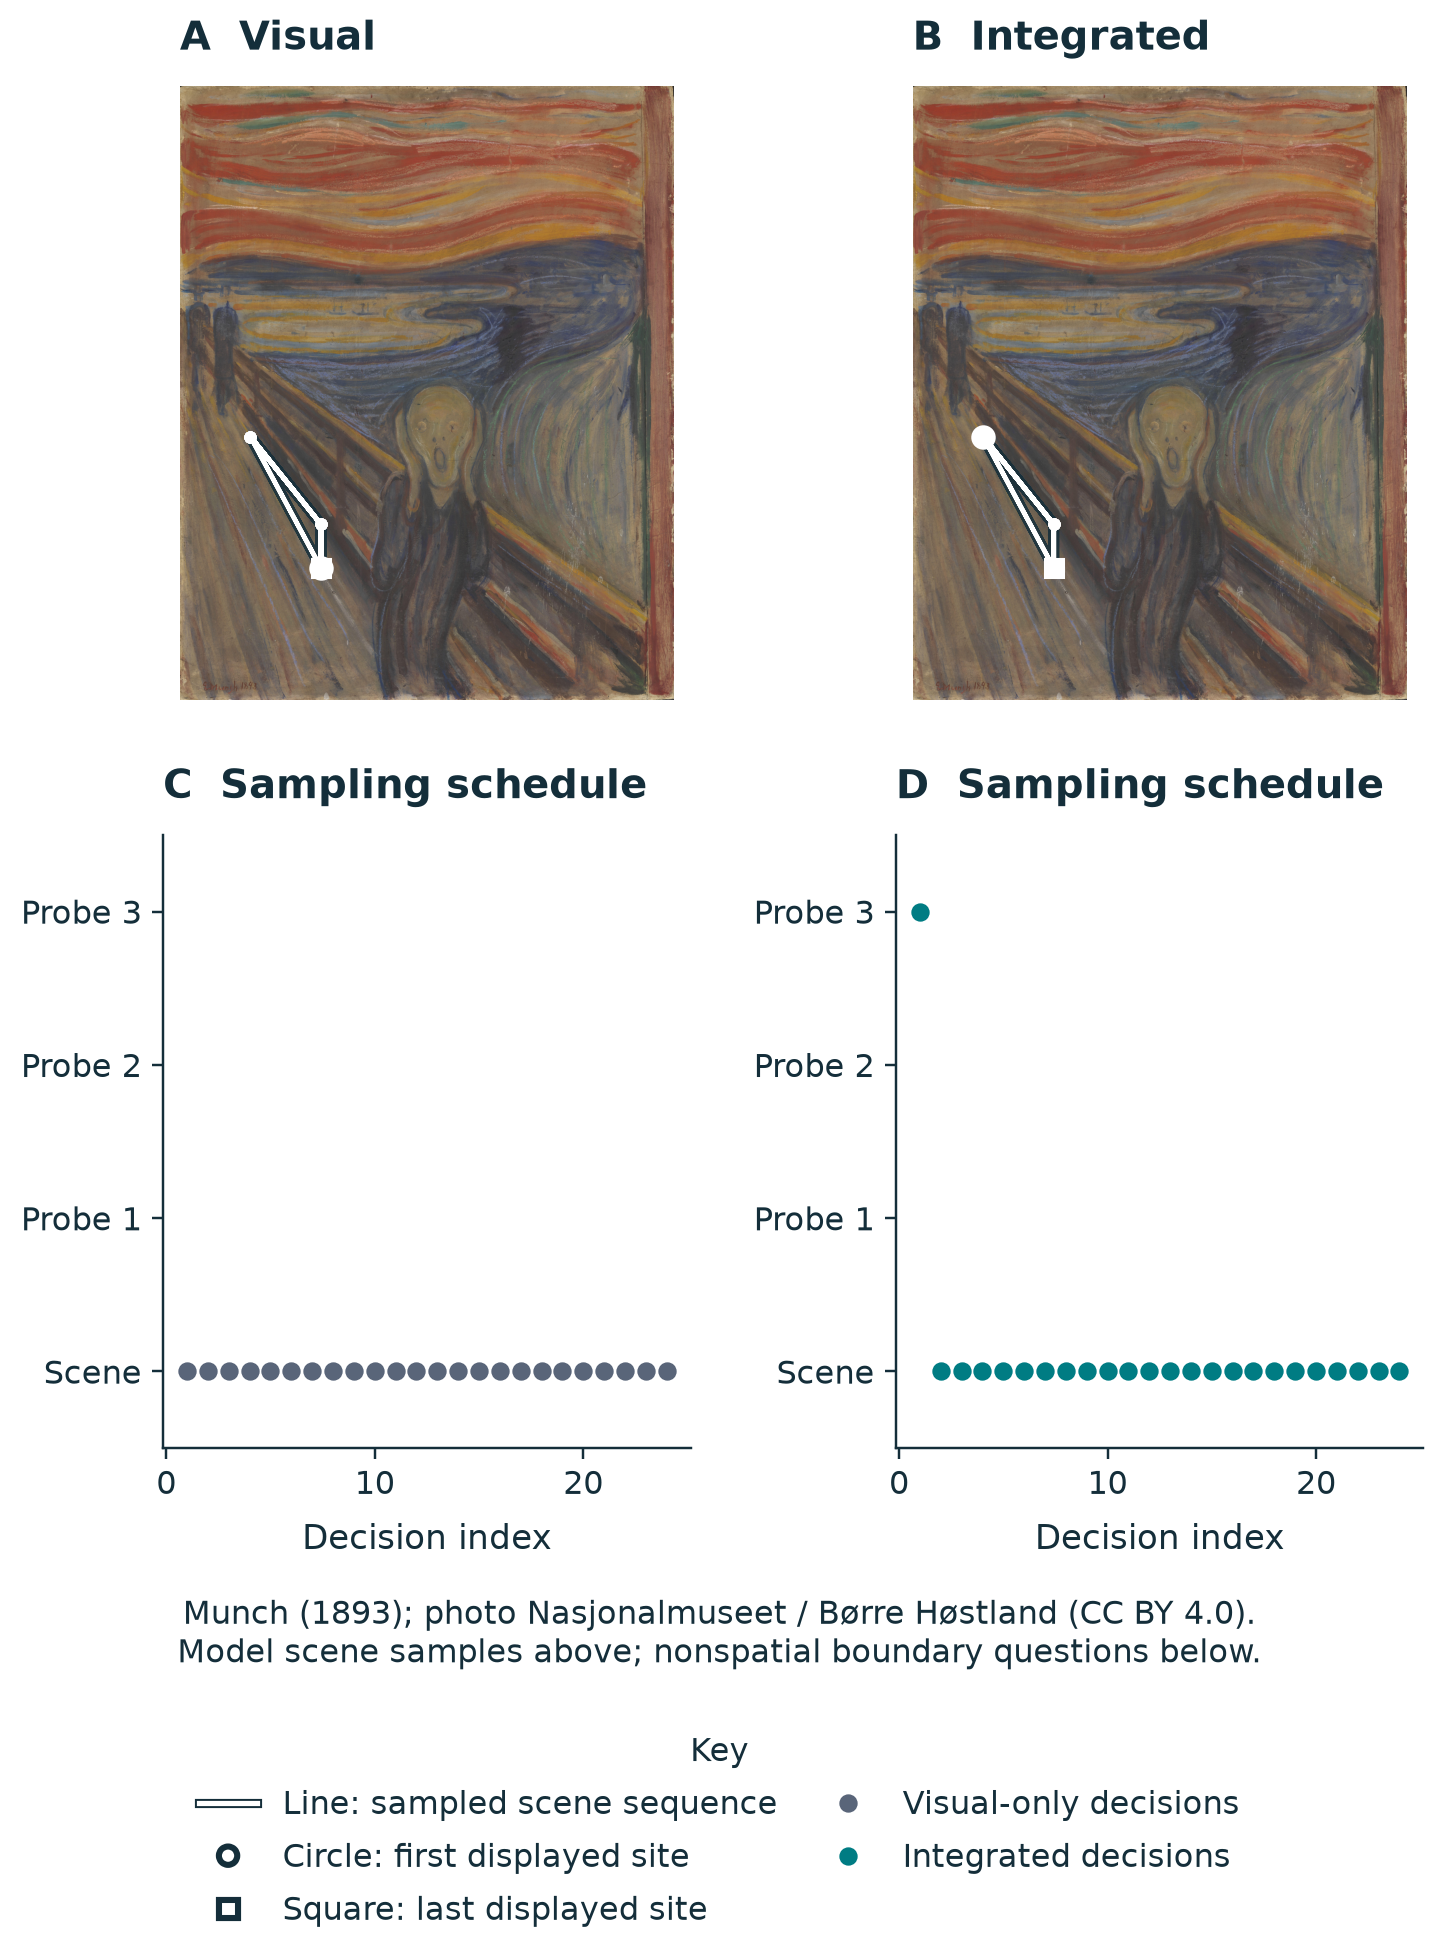 A Visual
B Integrated
C Sampling schedule
D Sampling schedule
Probe 3
Probe 2
Probe 1
Scene
0
10
20
Decision index
Probe 3
Probe 2
Probe 1
Scene
0
10
20
Decision index
Munch (1893); photo Nasjonalmuseet / Børre Høstland (CC BY 4.0).
Model scene samples above; nonspatial boundary questions below.
Key
Line: sampled scene sequence
Circle: first displayed site
Square: last displayed site
Visual-only decisions
Integrated decisions